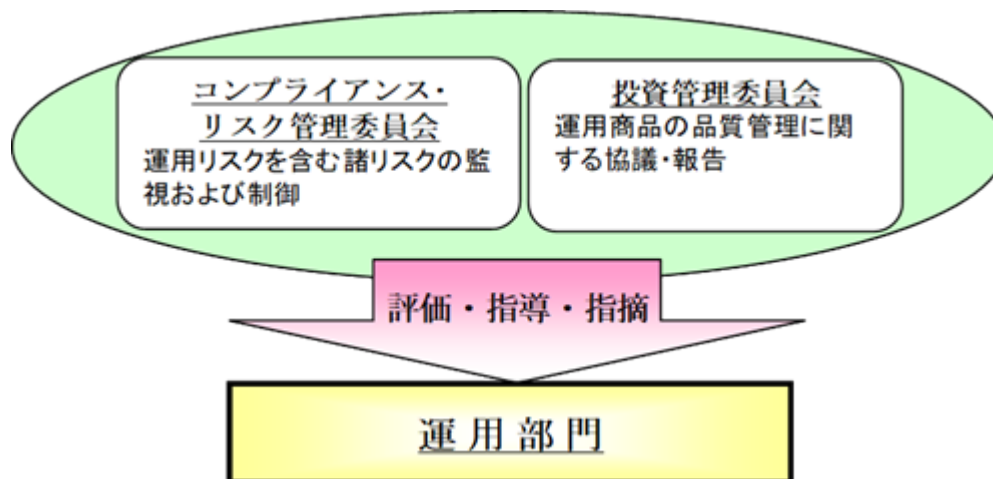 コンプライアンス・
リスク管理委員会
運用リスクを含む諸リスクの監
視および制御
投資管理委員会
運用商品の品質管理に関
する協議・報告
評価・指導・指摘
運用部門